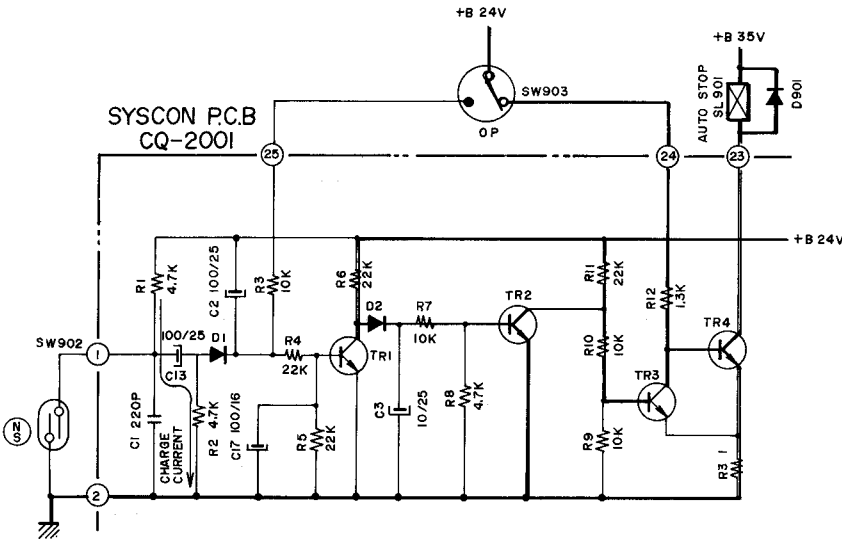 +B 24V
+B 35V
SW903
OP
AUTO STOP
SL 901
D901
SYSCON P.C.B
CQ-2001
25
24
23
+B 24V
R1
4.7K
C2 100/25
R3
10K
R6
22K
R11
22K
R12
1.3K
SW902
1
100/25
C13
D1
R4
22K
TR1
D2
R7
10K
TR2
R10
10K
TR4
TR3
N
S
C1 220P
CHARGE
CURRENT
R2 4.7K
C17 100/16
R5
22K
C3
10/25
R8
4.7K
R9
10K
R3 1
2